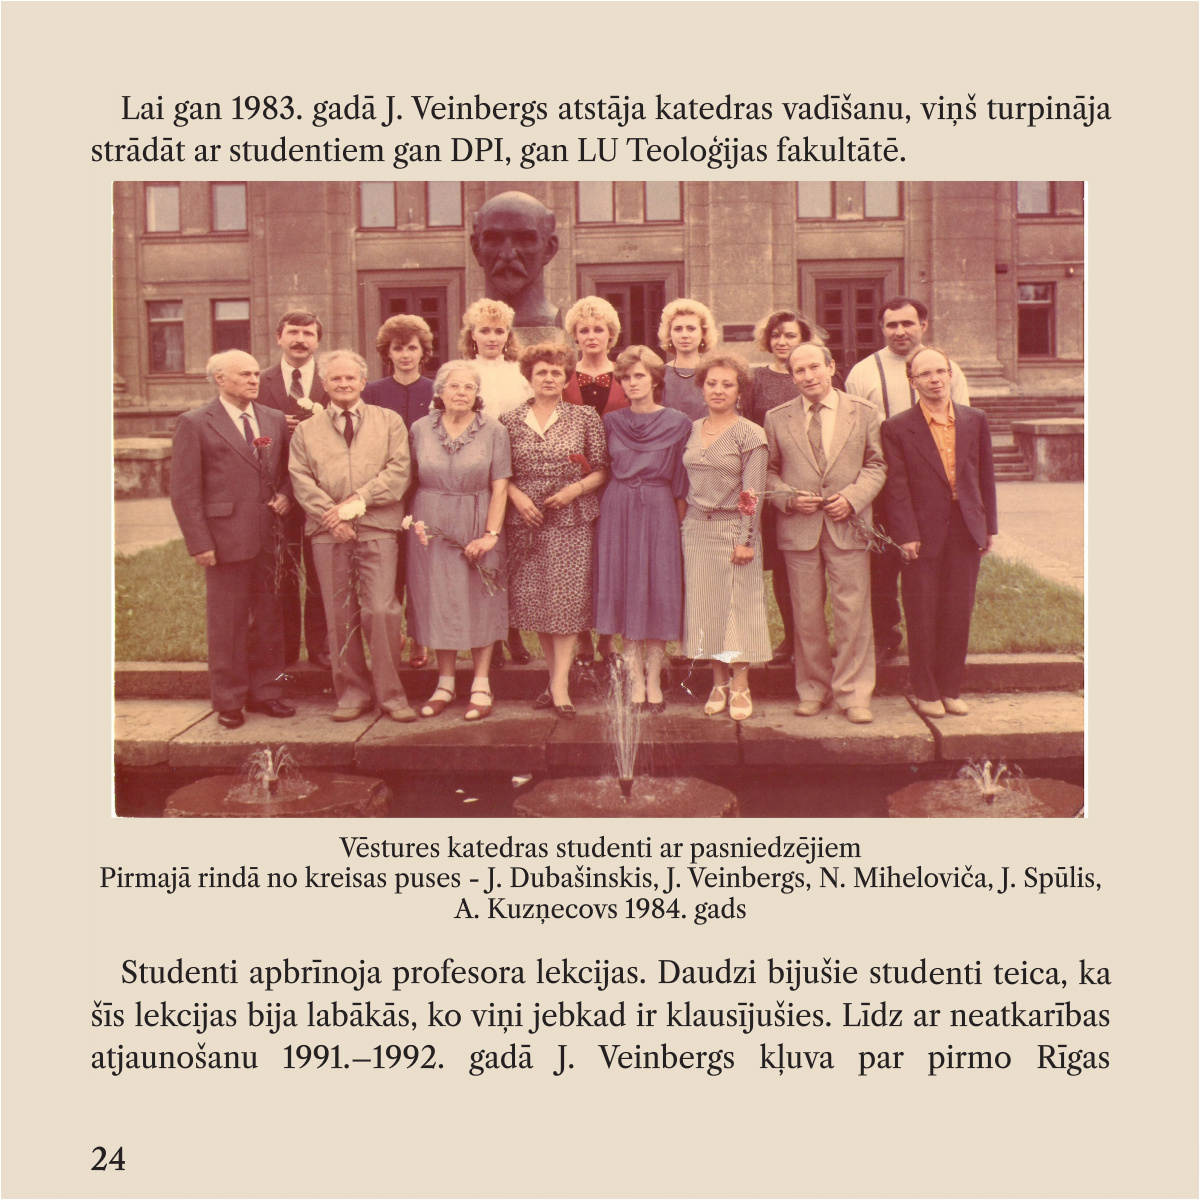 Lai gan 1983. gadā J. Veinbergs atstāja katedras vadīšanu, viņš turpināja
strādāt ar studentiem gan DPI, gan LU Teoloģijas fakultātē.
Vēstures katedras studenti ar pasniedzējiem
Pirmajā rindā no kreisas puses - J. Dubašinskis, J. Veinbergs, N. Miheloviča, J. Spūlis,
A. Kuzņecovs 1984. gads
Studenti apbrīnoja profesora lekcijas. Daudzi bijušie studenti teica, ka
šīs lekcijas bija labākās, ko viņi jebkad ir klausījušies. Līdz ar neatkarības
atjaunošanu 1991.–1992. gadā J. Veinbergs kļuva par pirmo Rīgas
24